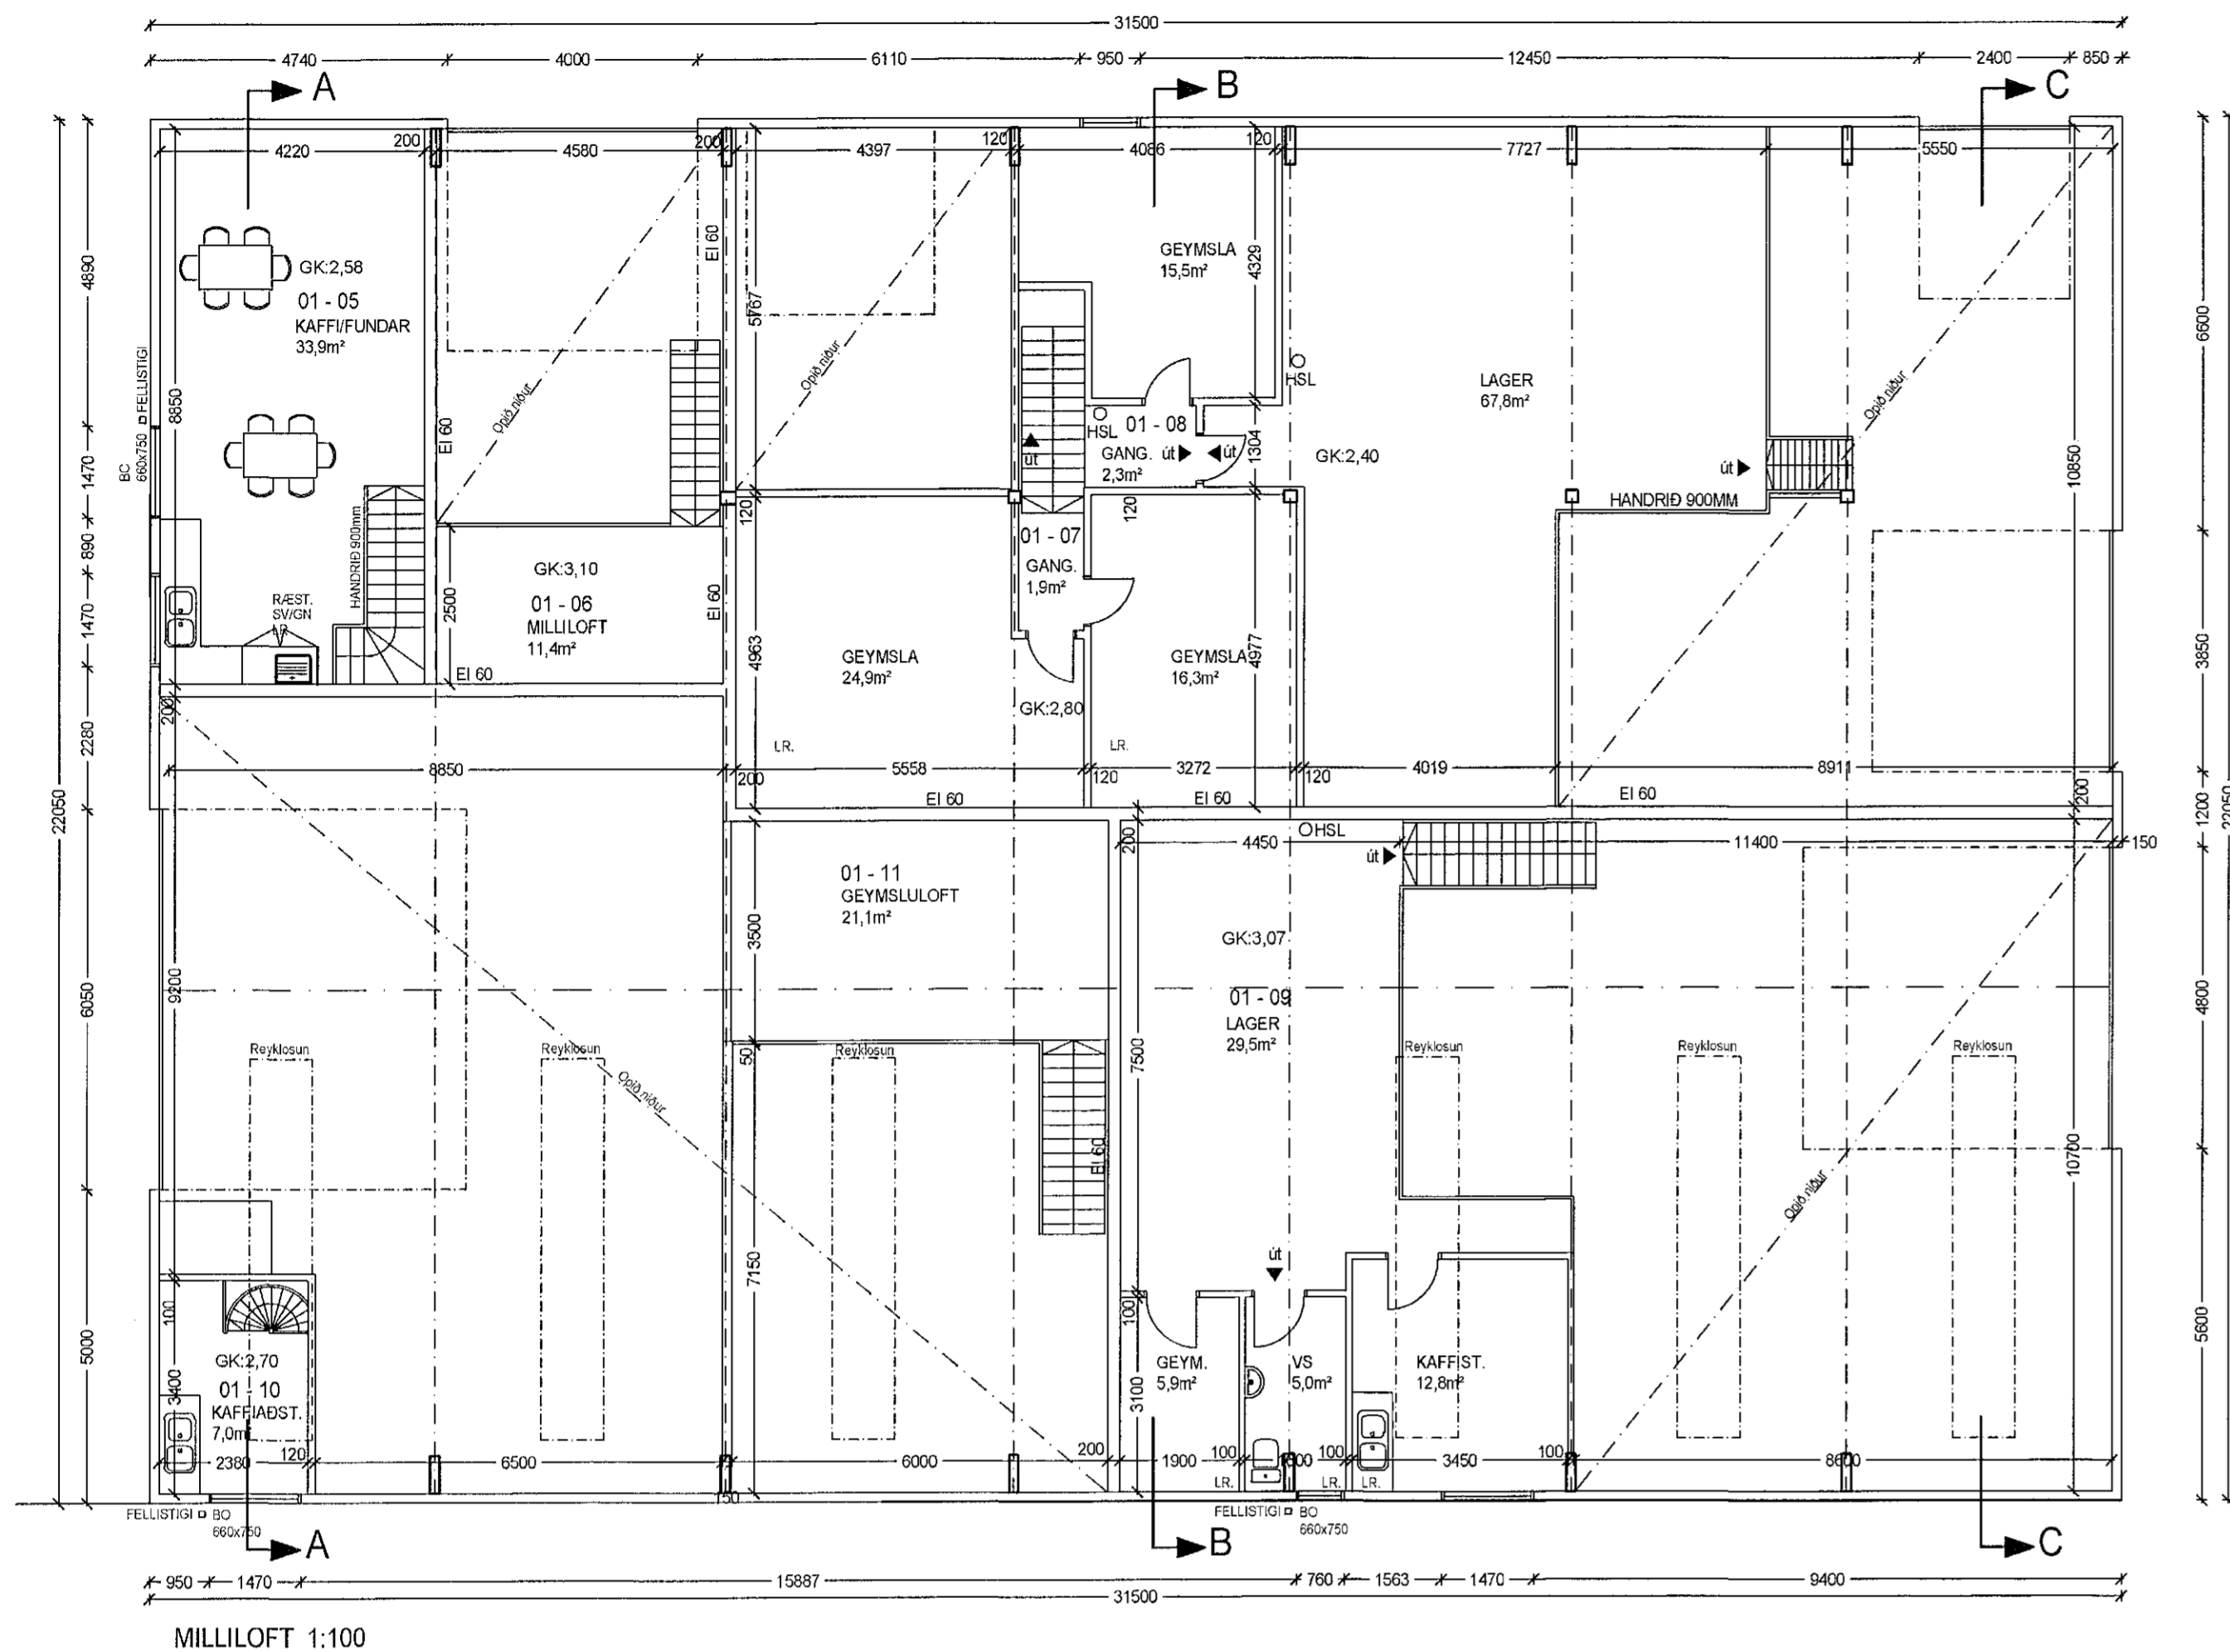 31500
4740 4000 6110 950 12450 2400 850
A B C
4220 200 4580 200 4397 120 4086 120 7727 5550
22050
4890
1470
890
1470
2280
6050
5000
BC
660x750 FELLISTIGI
8850
GK:2,58
01 - 05
KAFFI/FUNDAR
33,9m²
HANDRIÐ 900mm
RÆST.
SV/GN
EI 60
Opið niður
EI 60
2500
GK:3,10
01 - 06
MILLILOFT
11,4m²
EI 60
EI 60
5767
Opið niður
120
4963
GEYMSLA
24,9m²
LR.
GEYMSLA
15,5m²
4329
HSL
01 - 08
GANG.
2,3m²
út
út
út
1304
120
01 - 07
GANG.
1,9m²
GK:2,80
GEYMSLA
16,3m²
4977
LR.
HSL
LAGER
67,8m²
GK:2,40
út
HANDRIÐ 900MM
Opið niður
10850
6600
3850
1200
4800
5600
22050
200
8850 200 5558 120 3272 120 4019 8911
EI 60
EI 60
EI 60
200
200
4450
OHSL
út
11400
150
01 - 11
GEYMSLULOFT
21,1m²
3500
9200
GK:3,07
01 - 09
LAGER
29,5m²
7500
50
Reyklosun
Reyklosun
Reyklosun
Reyklosun
Reyklosun
Reyklosun
Opið niður
EI 60
7150
Opið niður
10700
út
100
3400
GK:2,70
01 - 10
KAFFIAÐST.
7,0m²
100
3100
GEYM.
5,9m²
VS
5,0m²
KAFFIST.
12,8m²
2380 120 6500 6000 200 1900 100 100 3450 100 8600
LR. LR. LR.
FELLISTIGI BO
660x750
FELLISTIGI BO
660x750
A B C
950 1470 15887 760 1563 1470 9400
31500
MILLILOFT 1:100